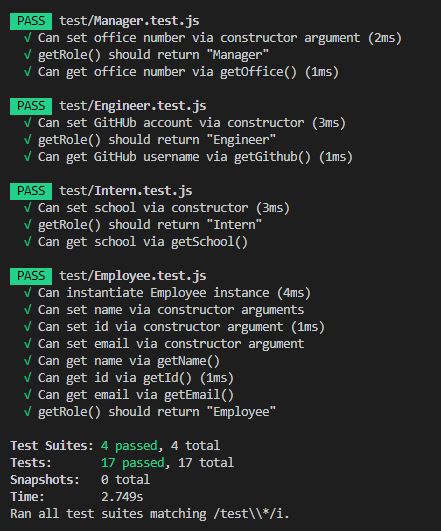 PASS test/Manager.test.js
√ Can set office number via constructor argument (2ms)
√ getRole() should return "Manager"
√ Can get office number via getOffice() (1ms)
PASS test/Engineer.test.js
√ Can set GitHUb account via constructor (3ms)
√ getRole() should return "Engineer"
√ Can get GitHub username via getGithub() (1ms)
PASS test/Intern.test.js
√ Can set school via constructor (3ms)
√ getRole() should return "Intern"
√ Can get school via getSchool()
PASS test/Employee.test.js
√ Can instantiate Employee instance (4ms)
√ Can set name via constructor arguments
√ Can set id via constructor argument (1ms)
√ Can set email via constructor argument
√ Can get name via getName()
√ Can get id via getId() (1ms)
√ Can get email via getEmail()
√ getRole() should return "Employee"
Test Suites: 4 passed, 4 total
Tests: 17 passed, 17 total
Snapshots: 0 total
Time: 2.749s
Ran all test suites matching /test\\*/i.